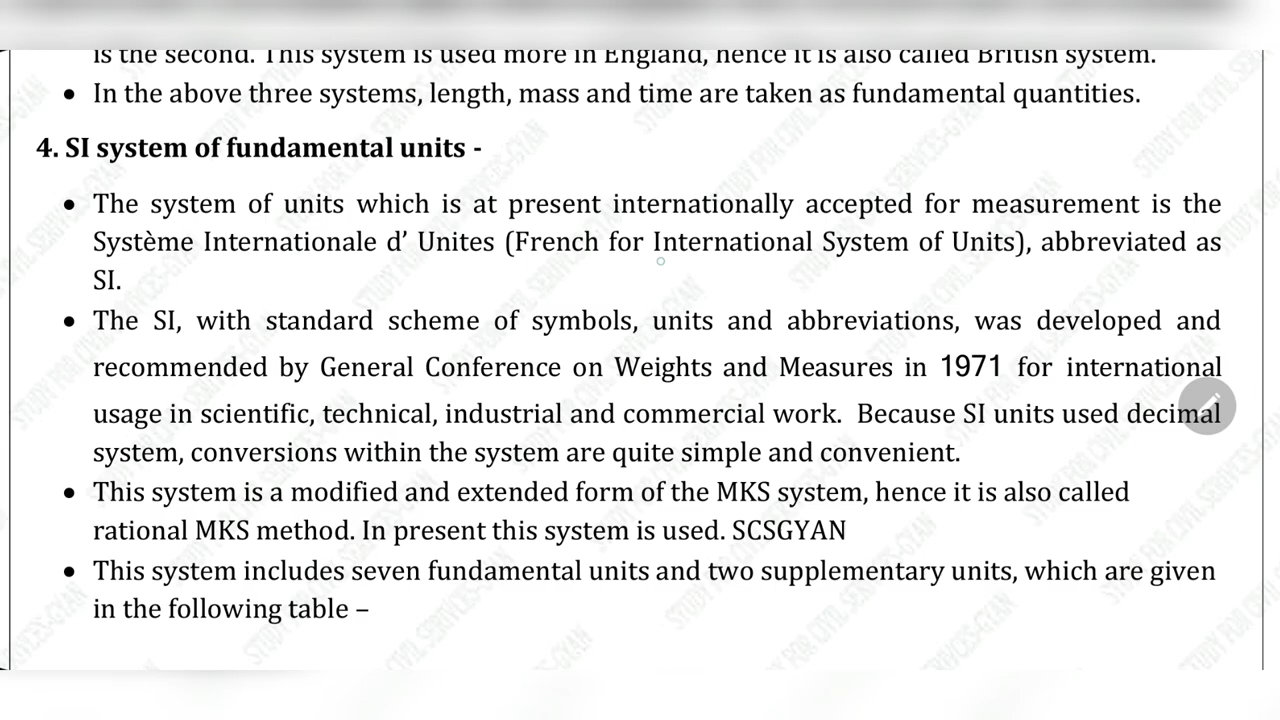 is the second. This system is used more in England, hence it is also called British system.
• In the above three systems, length, mass and time are taken as fundamental quantities.
4. SI system of fundamental units -
• The system of units which is at present internationally accepted for measurement is the
Système Internationale d’ Unites (French for International System of Units), abbreviated as
SI.
• The SI, with standard scheme of symbols, units and abbreviations, was developed and
recommended by General Conference on Weights and Measures in 1971 for international
usage in scientific, technical, industrial and commercial work. Because SI units used decimal
system, conversions within the system are quite simple and convenient.
• This system is a modified and extended form of the MKS system, hence it is also called
rational MKS method. In present this system is used. SCSGYAN
• This system includes seven fundamental units and two supplementary units, which are given
in the following table –